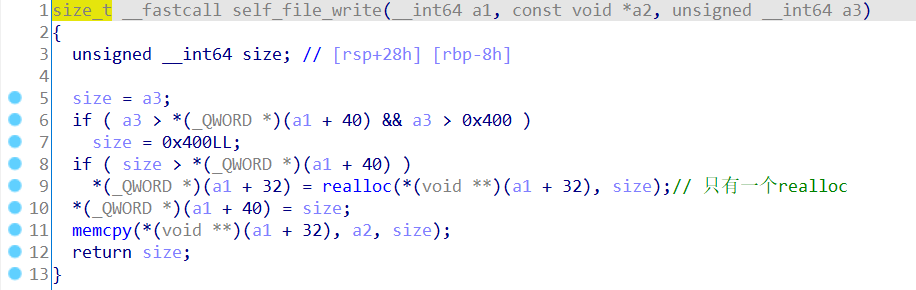 1 size_t __fastcall self_file_write(__int64 a1, const void *a2, unsigned __int64 a3)
2 {
3 unsigned __int64 size; // [rsp+28h] [rbp-8h]
4
5 size = a3;
6 if ( a3 > *(_QWORD *)(a1 + 40) && a3 > 0x400 )
7 size = 0x400LL;
8 if ( size > *(_QWORD *)(a1 + 40) )
9 *(_QWORD *)(a1 + 32) = realloc(*(void **)(a1 + 32), size);// 只有一个realloc
10 *(_QWORD *)(a1 + 40) = size;
11 memcpy(*(void **)(a1 + 32), a2, size);
12 return size;
13 }